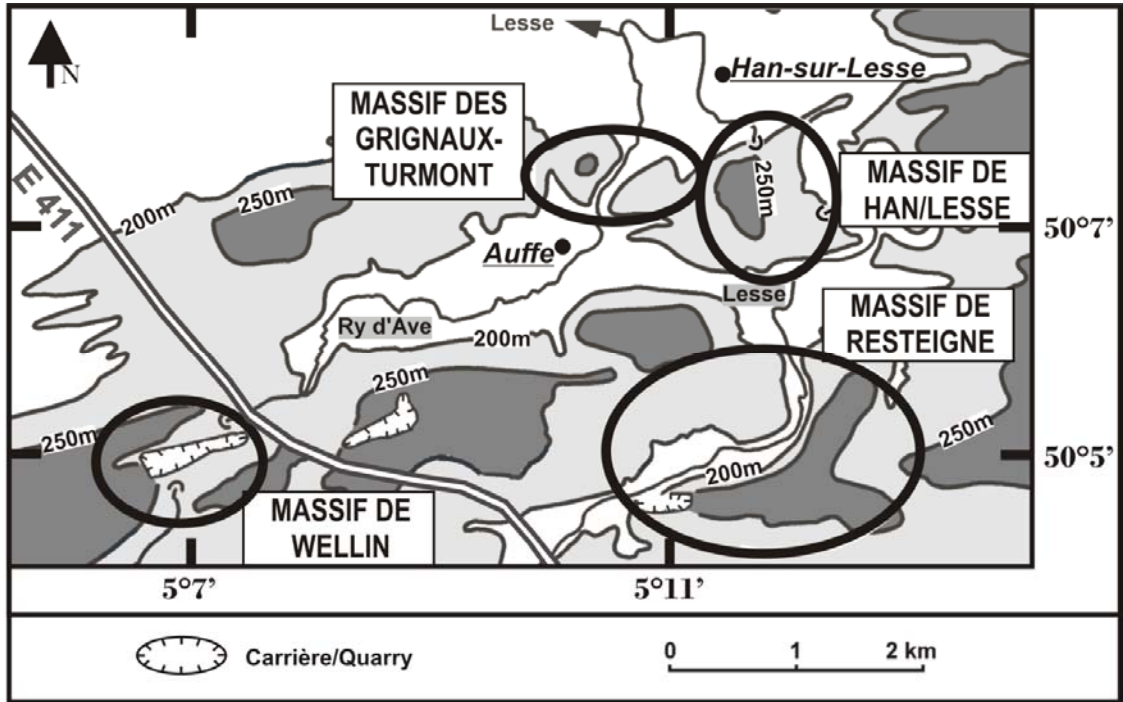 Lesse
Han-sur-Lesse
MASSIF DES
GRIGNAUX-
TURMONT
N
E 411
200m
250m
250m
MASSIF DE
HAN/LESSE
50°7'
Auffe
Lesse
MASSIF DE
RESTEIGNE
Ry d'Ave
200m
250m
250m
250m
200m
50°5'
MASSIF DE
WELLIN
5°7'
5°11'
Carrière/Quarry
0 1 2 km